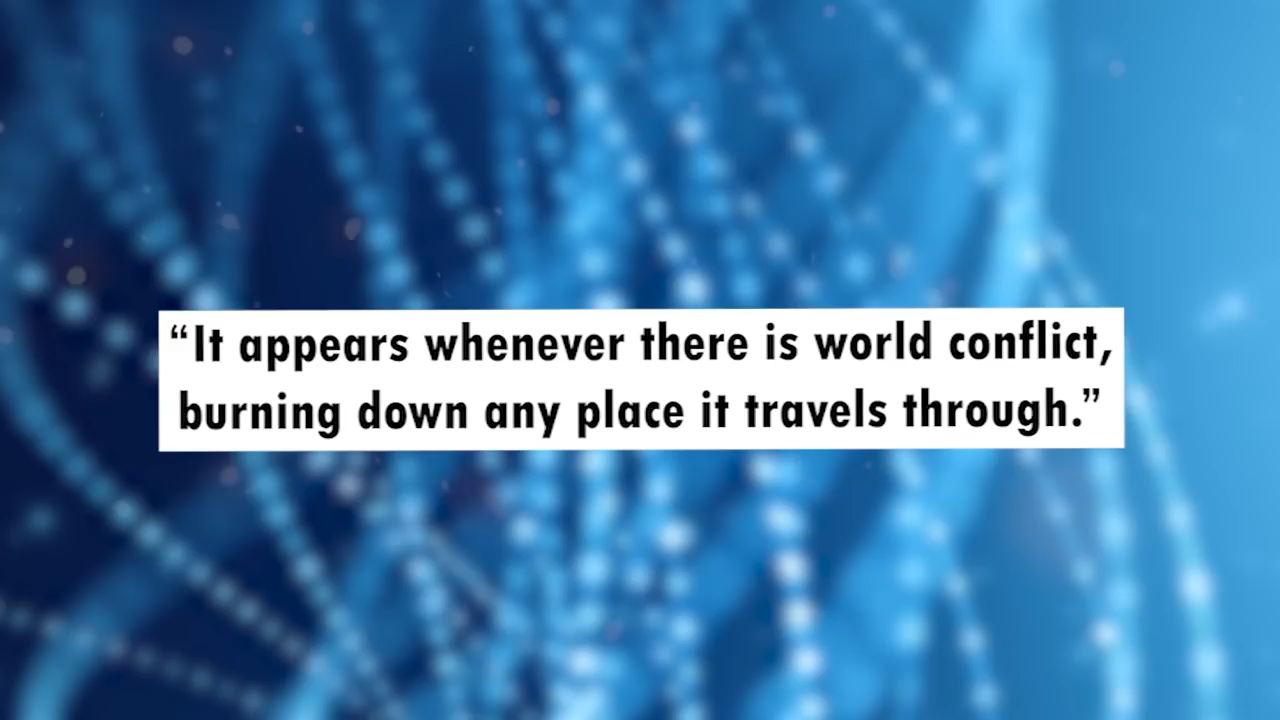 “It appears whenever there is world conflict,
burning down any place it travels through.”